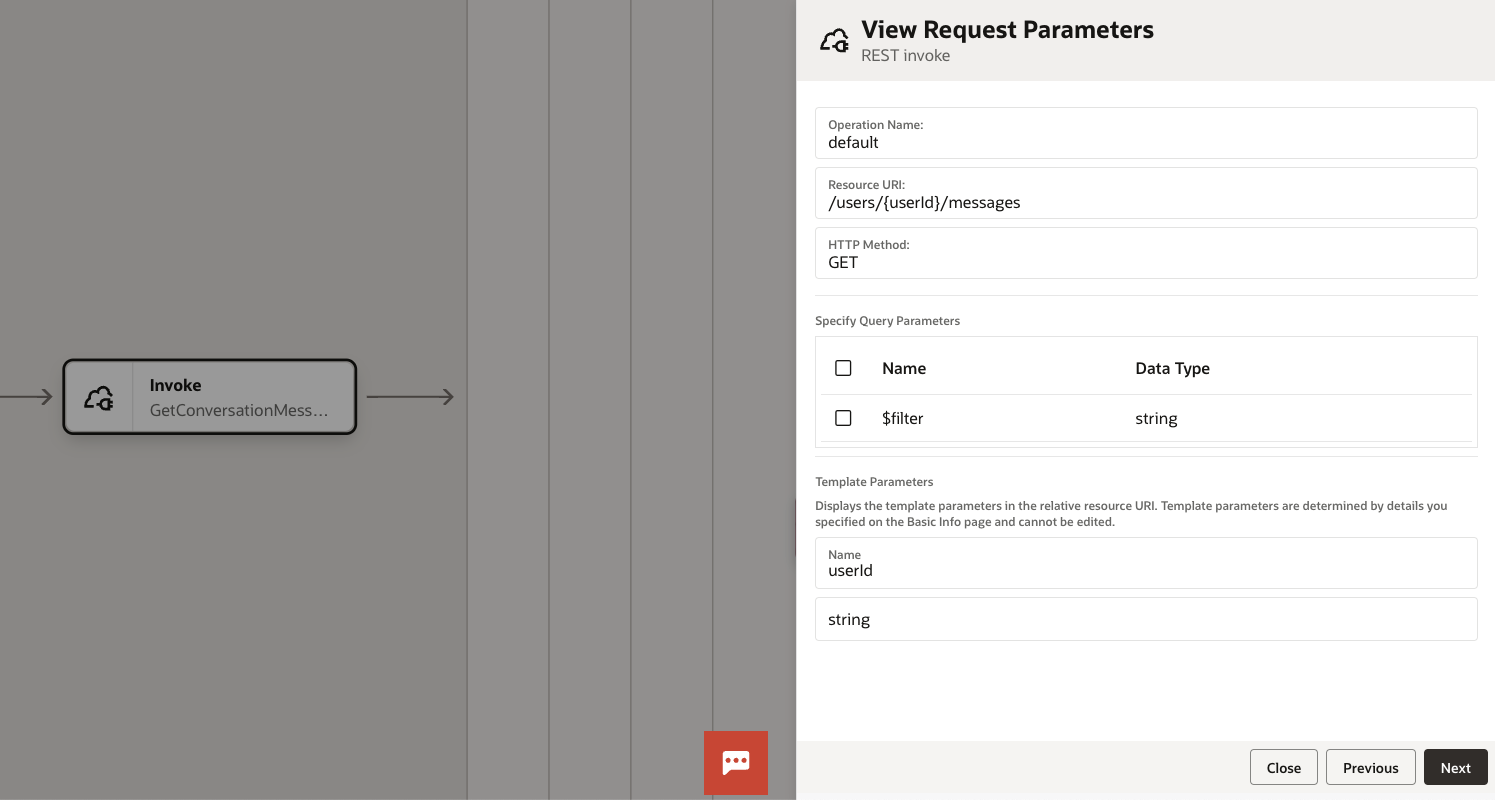 View Request Parameters
REST invoke
Operation Name:
default
Resource URI:
/users/{userId}/messages
HTTP Method:
GET
Specify Query Parameters
Name Data Type
$filter string
Template Parameters
Displays the template parameters in the relative resource URI. Template parameters are determined by details you
specified on the Basic Info page and cannot be edited.
Name
userId
string
Close Previous Next
Invoke
GetConversationMess...